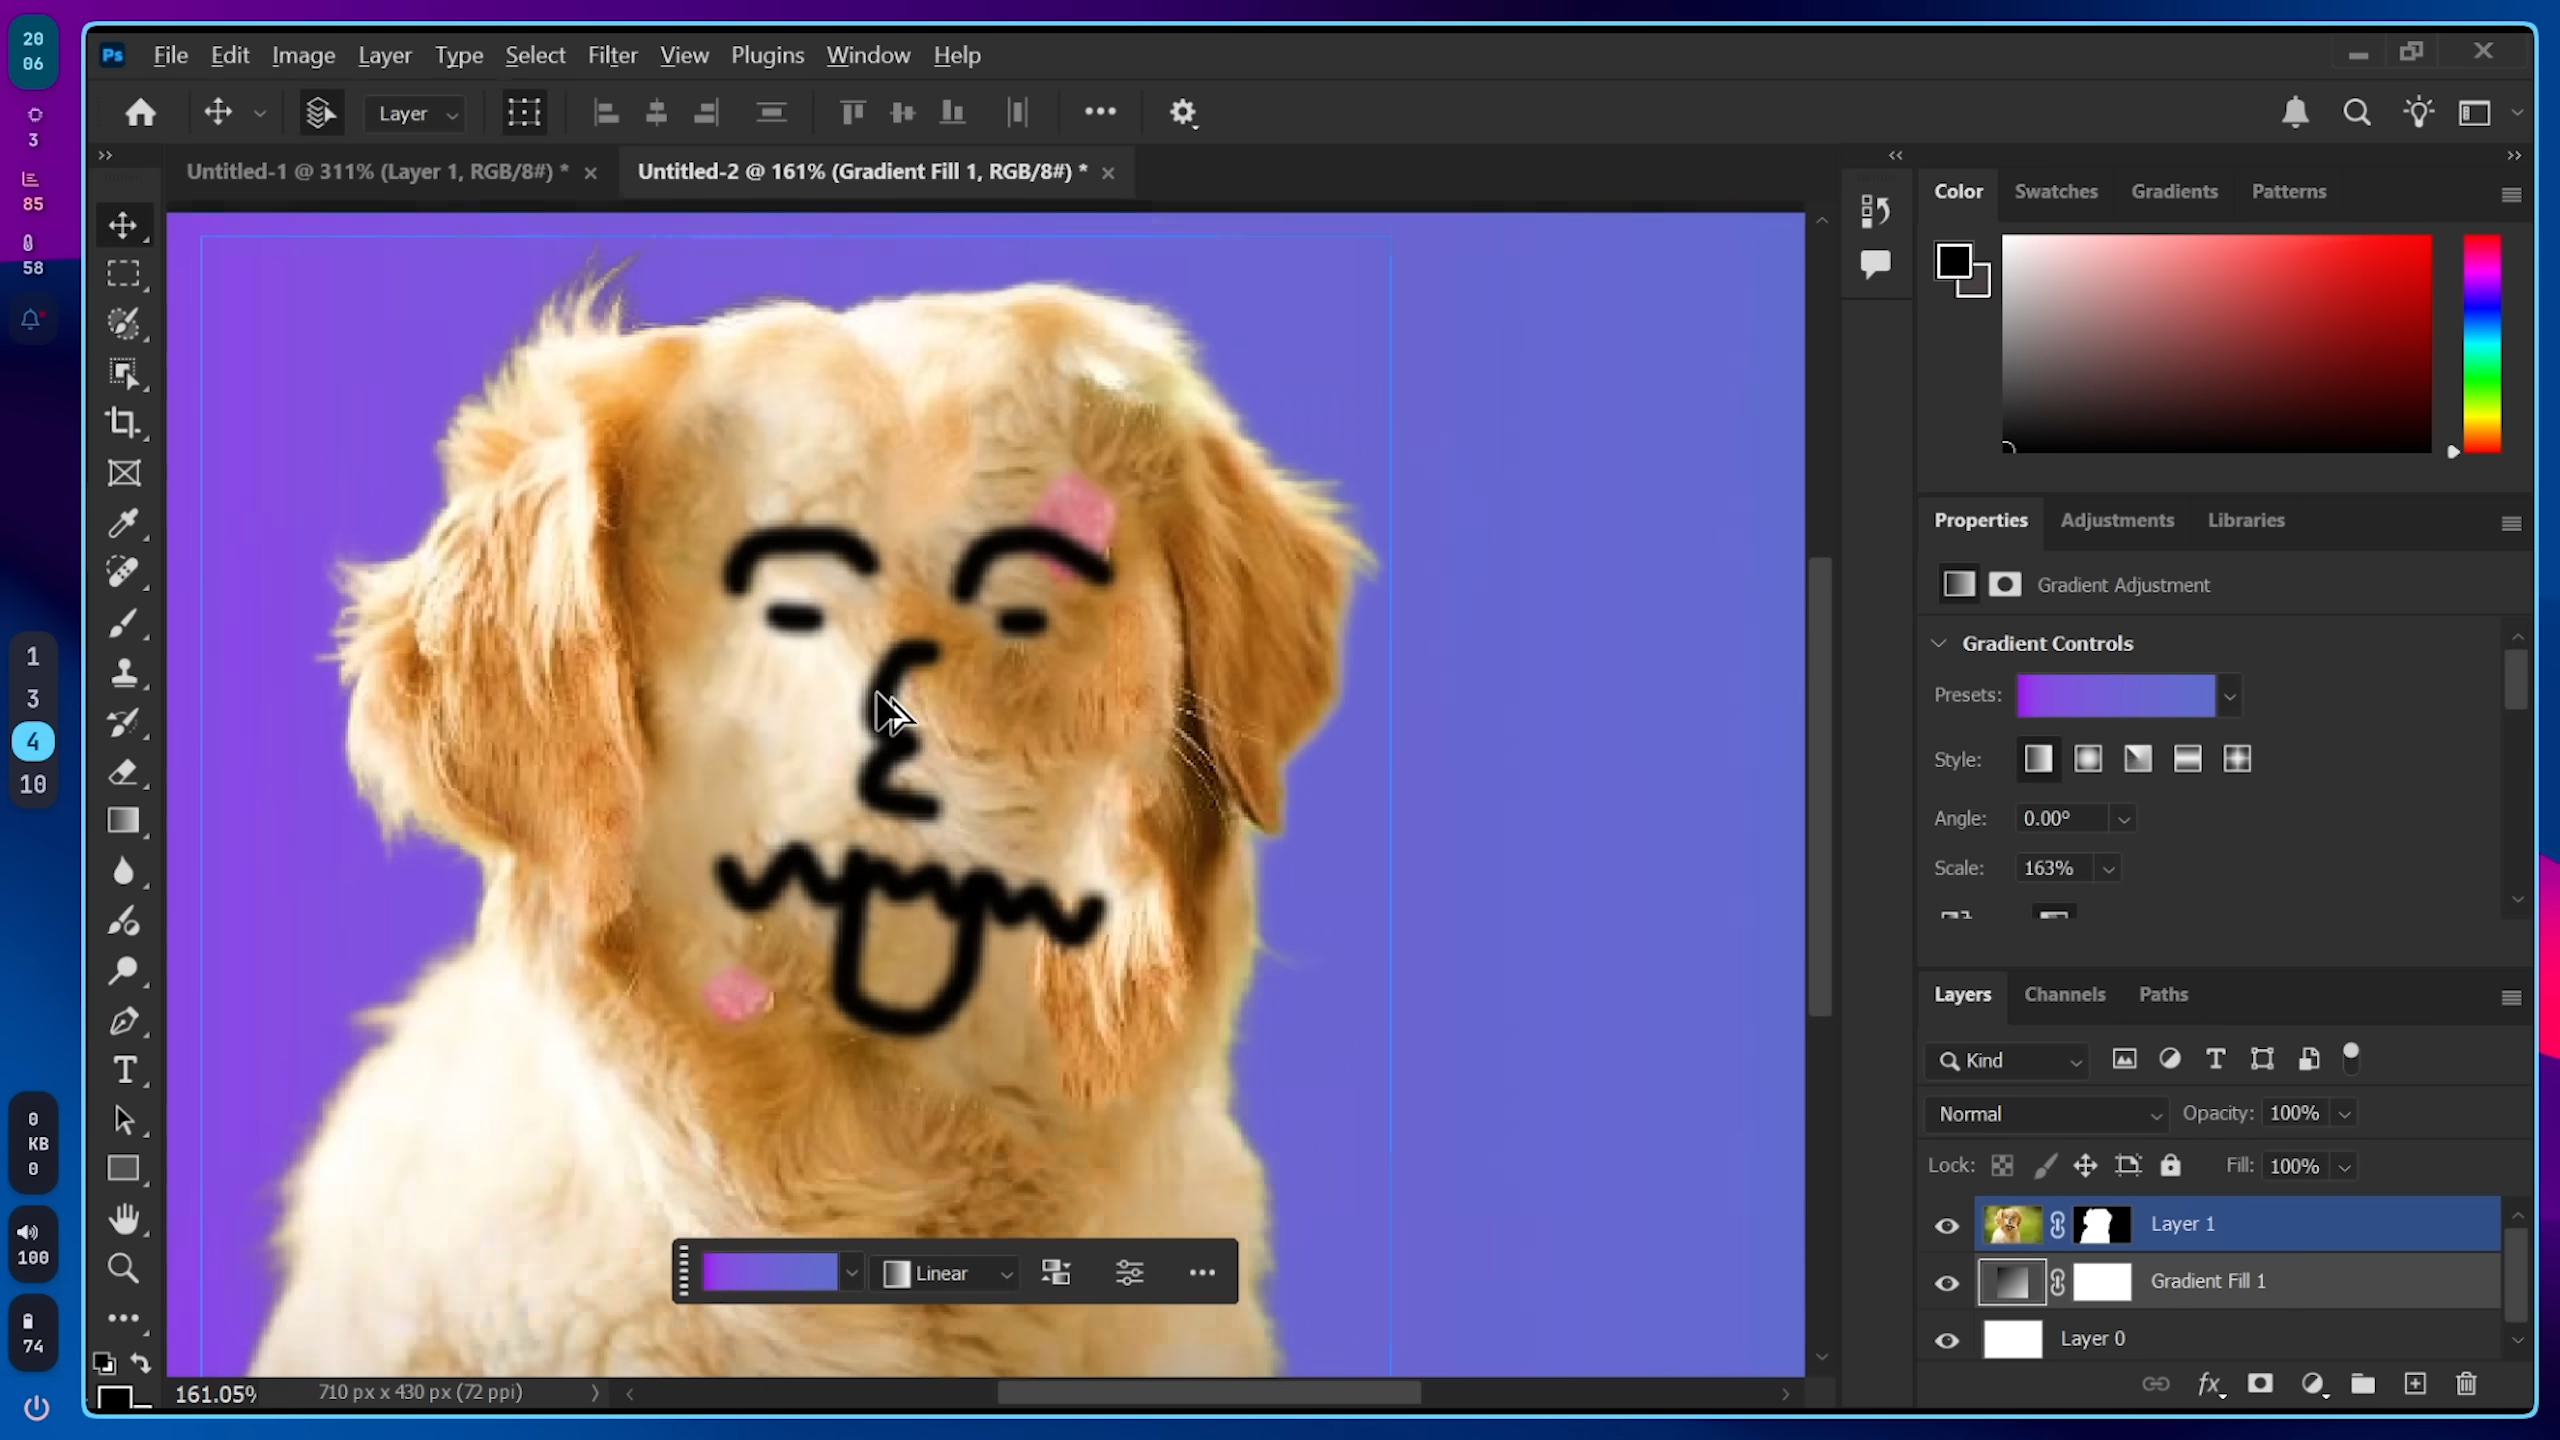 20
06
3
85
58
1
3
4
10
0
KB
0
100
74
Ps File Edit Image Layer Type Select Filter View Plugins Window Help
Layer
Untitled-1 @ 311% (Layer 1, RGB/8#) *
Untitled-2 @ 161% (Gradient Fill 1, RGB/8#) *
Linear
161.05%
710 px x 430 px (72 ppi)
Color Swatches Gradients Patterns
Properties Adjustments Libraries
Gradient Adjustment
Gradient Controls
Presets:
Style:
Angle: 0.00°
Scale: 163%
Layers Channels Paths
Kind
Normal Opacity: 100%
Lock: Fill: 100%
Layer 1
Gradient Fill 1
Layer 0
fx